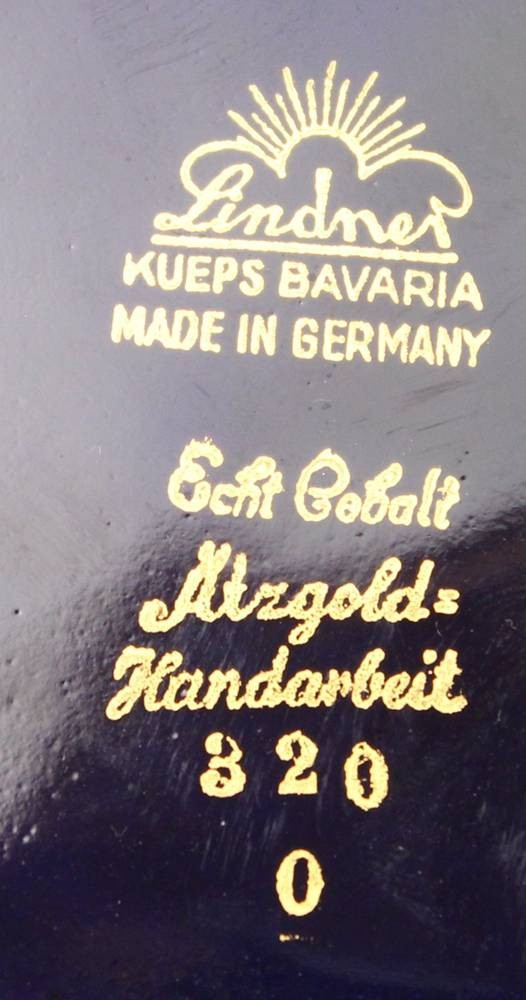 Lindner
KUEPS BAVARIA
MADE IN GERMANY
Echt Cobalt
Ätzgold=
Handarbeit
320
0